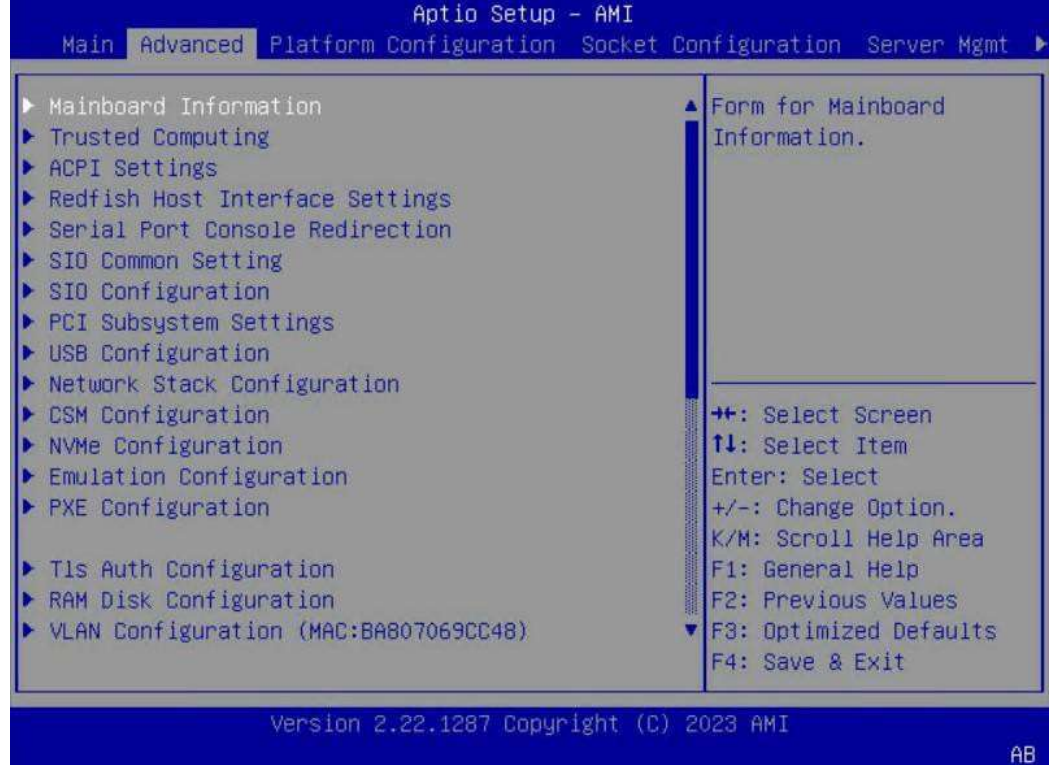 Aptio Setup – AMI
Main Advanced Platform Configuration Socket Configuration Server Mgmt ▶
▶ Mainboard Information
▶ Trusted Computing
▶ ACPI Settings
▶ Redfish Host Interface Settings
▶ Serial Port Console Redirection
▶ SIO Common Setting
▶ SIO Configuration
▶ PCI Subsystem Settings
▶ USB Configuration
▶ Network Stack Configuration
▶ CSM Configuration
▶ NVMe Configuration
▶ Emulation Configuration
▶ PXE Configuration
▶ Tls Auth Configuration
▶ RAM Disk Configuration
▶ VLAN Configuration (MAC:BA807069CC48)
Form for Mainboard
Information.
→←: Select Screen
↑↓: Select Item
Enter: Select
+/-: Change Option.
K/M: Scroll Help Area
F1: General Help
F2: Previous Values
F3: Optimized Defaults
F4: Save & Exit
Version 2.22.1287 Copyright (C) 2023 AMI
AB